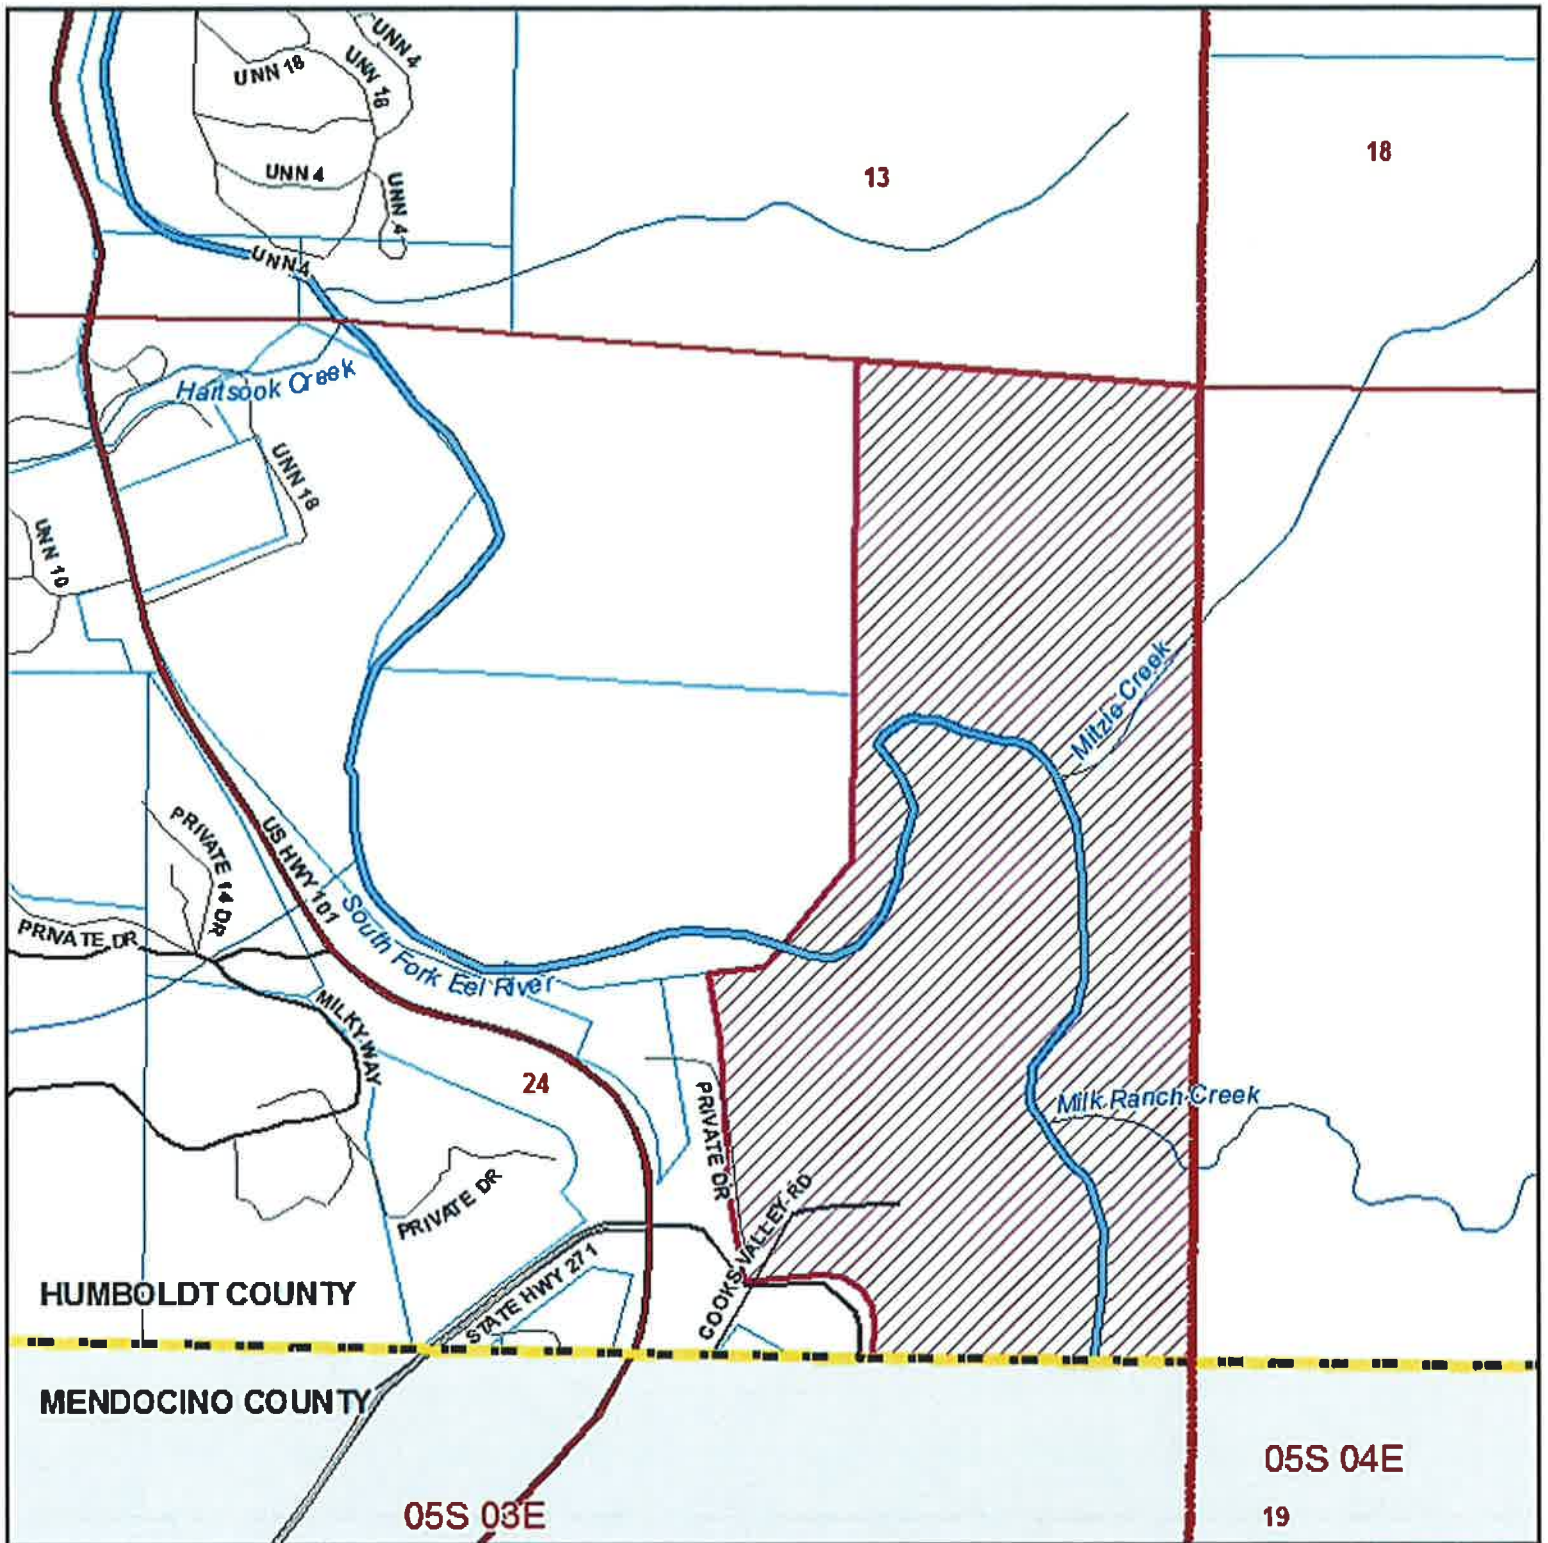 UNN 4
UNN 18
UNN 18
13
18
UNN 4
UNN 4
UNN 4
Hartsook Creek
UNN 18
UNN 10
Mitzie Creek
PRIVATE 14 DR
US HWY 101
South Fork Eel River
PRIVATE DR
MILKY WAY
24
PRIVATE DR
Milk Ranch Creek
PRIVATE DR
COOKS VALLEY RD
STATE HWY 271
HUMBOLDT COUNTY
MENDOCINO COUNTY
05S 04E
05S 03E
19